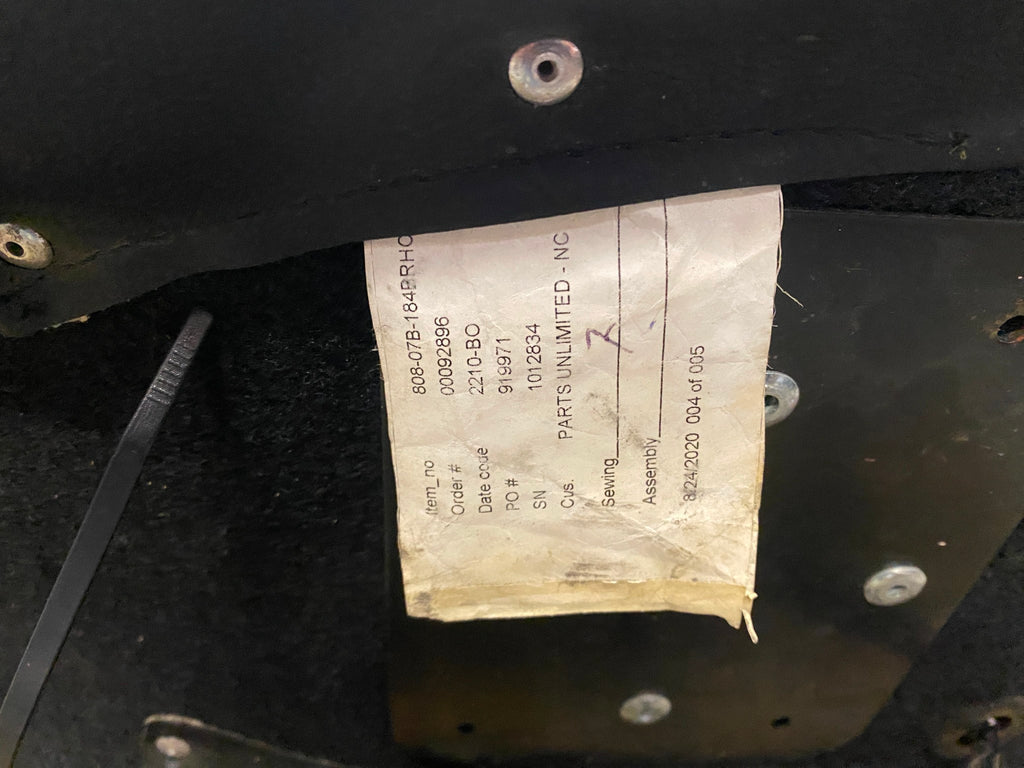 Item_no 808-07B-184BRHO
Order # 00092896
Date code 2210-BO
PO # 919971
SN 1012834
Cus. PARTS UNLIMITED - NC
Sewing
Assembly
8/24/2020 004 of 005